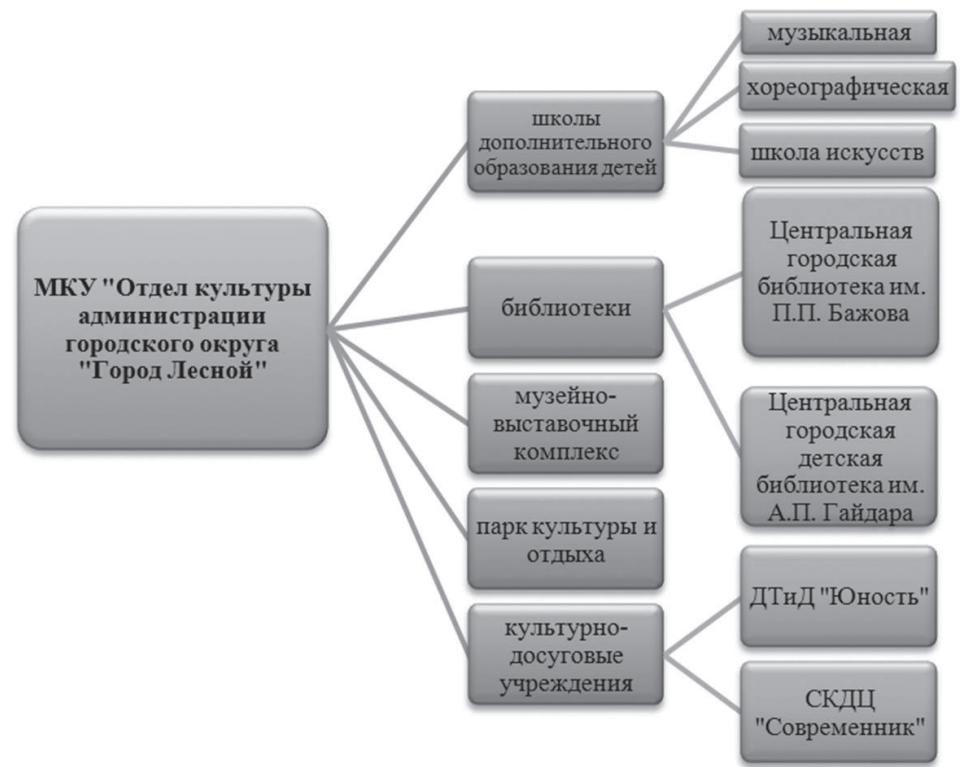 МКУ "Отдел культуры
администрации
городского округа
"Город Лесной"
школы
дополнительного
образования детей
музыкальная
хореографическая
школа искусств
библиотеки
Центральная
городская
библиотека им.
П.П. Бажова
Центральная
городская
детская
библиотека им.
А.П. Гайдара
музейно-
выставочный
комплекс
парк культуры и
отдыха
культурно-
досуговые
учреждения
ДТиД "Юность"
СКДЦ
"Современник"